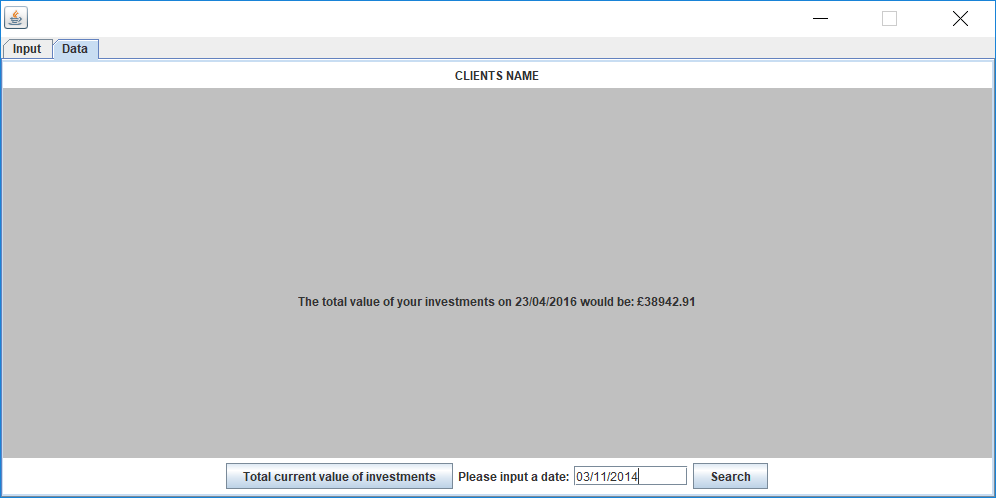 Input Data
CLIENTS NAME
The total value of your investments on 23/04/2016 would be: £38942.91
Total current value of investments Please input a date: 03/11/2014 Search